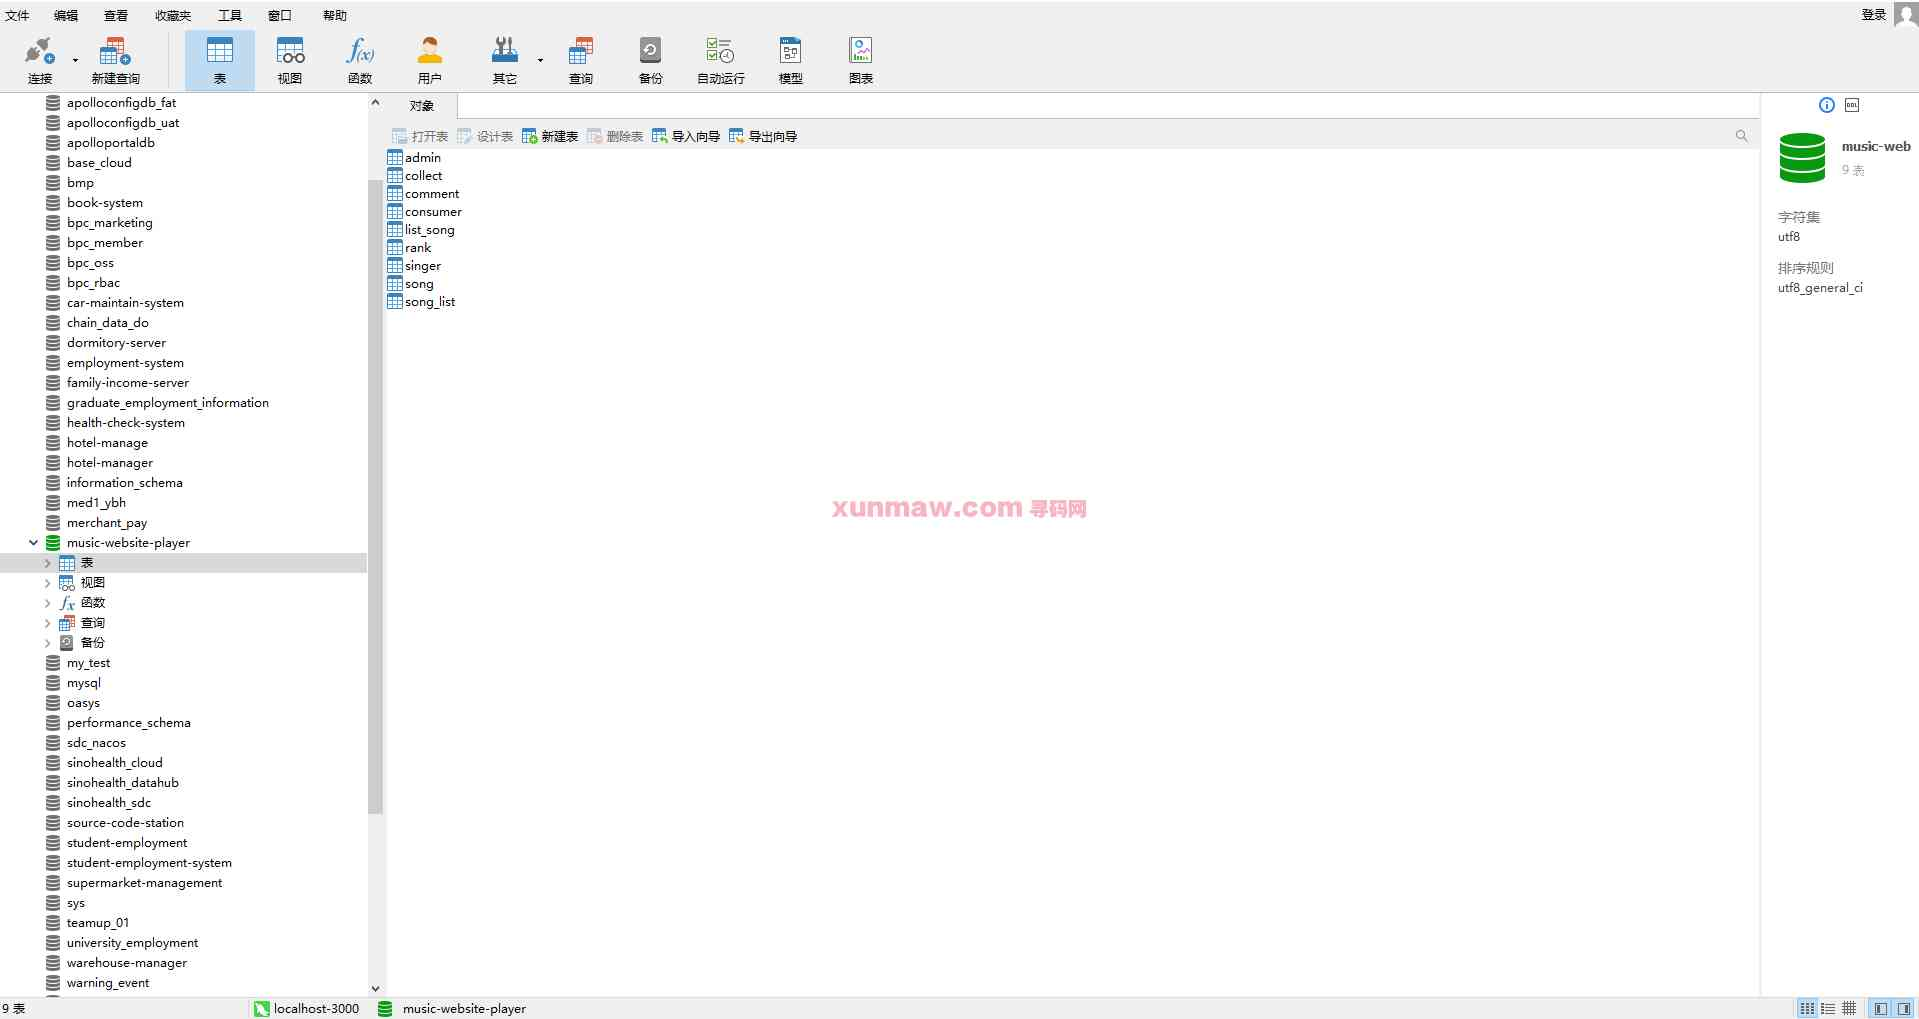 文件 编辑 查看 收藏夹 工具 窗口 帮助 登录
连接 新建查询 表 视图 函数 用户 其它 查询 备份 自动运行 模型 图表
apolloconfigdb_fat
apolloconfigdb_uat
apolloportaldb
base_cloud
bmp
book-system
bpc_marketing
bpc_member
bpc_oss
bpc_rbac
car-maintain-system
chain_data_do
dormitory-server
employment-system
family-income-server
graduate_employment_information
health-check-system
hotel-manage
hotel-manager
information_schema
med1_ybh
merchant_pay
music-website-player
表
视图
函数
查询
备份
my_test
mysql
oasys
performance_schema
sdc_nacos
sinohealth_cloud
sinohealth_datahub
sinohealth_sdc
source-code-station
student-employment
student-employment-system
supermarket-management
sys
teamup_01
university_employment
warehouse-manager
warning_event
对象
打开表 设计表 新建表 删除表 导入向导 导出向导
admin
collect
comment
consumer
list_song
rank
singer
song
song_list
xunmaw.com 寻码网
DDL
music-web
9 表
字符集
utf8
排序规则
utf8_general_ci
9 表 localhost-3000 music-website-player